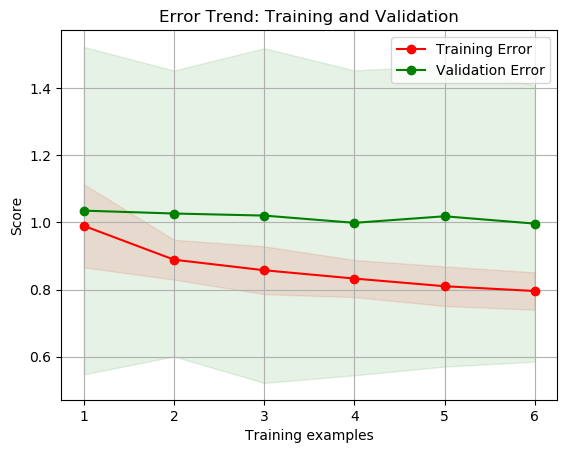 Error Trend: Training and Validation
Training Error
Validation Error
Score
1.4
1.2
1.0
0.8
0.6
1 2 3 4 5 6
Training examples